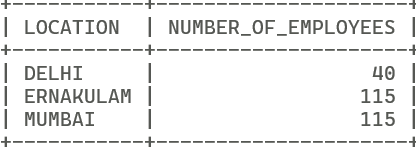 LOCATION NUMBER_OF_EMPLOYEES
DELHI 40
ERNAKULAM 115
MUMBAI 115